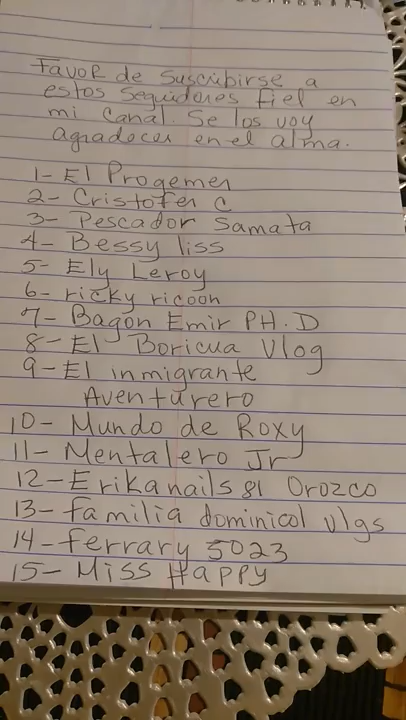 Favor de suscribirse a
estos seguidores fiel en
mi canal. Se los voy
agradecer en el alma.
1- El Progemer
2- Cristofer C
3- Pescador Samata
4- Bessy liss
5- Ely Leroy
6- ricky ricoon
7- Bagon Emir PH.D
8- El Boricua Vlog
9- El inmigrante
Aventurero
10- Mundo de Roxy
11- Mentalero Jr
12- Erikanails 81 Orozco
13- familia dominicol vlgs
14- ferrary 5023
15- Miss Happy